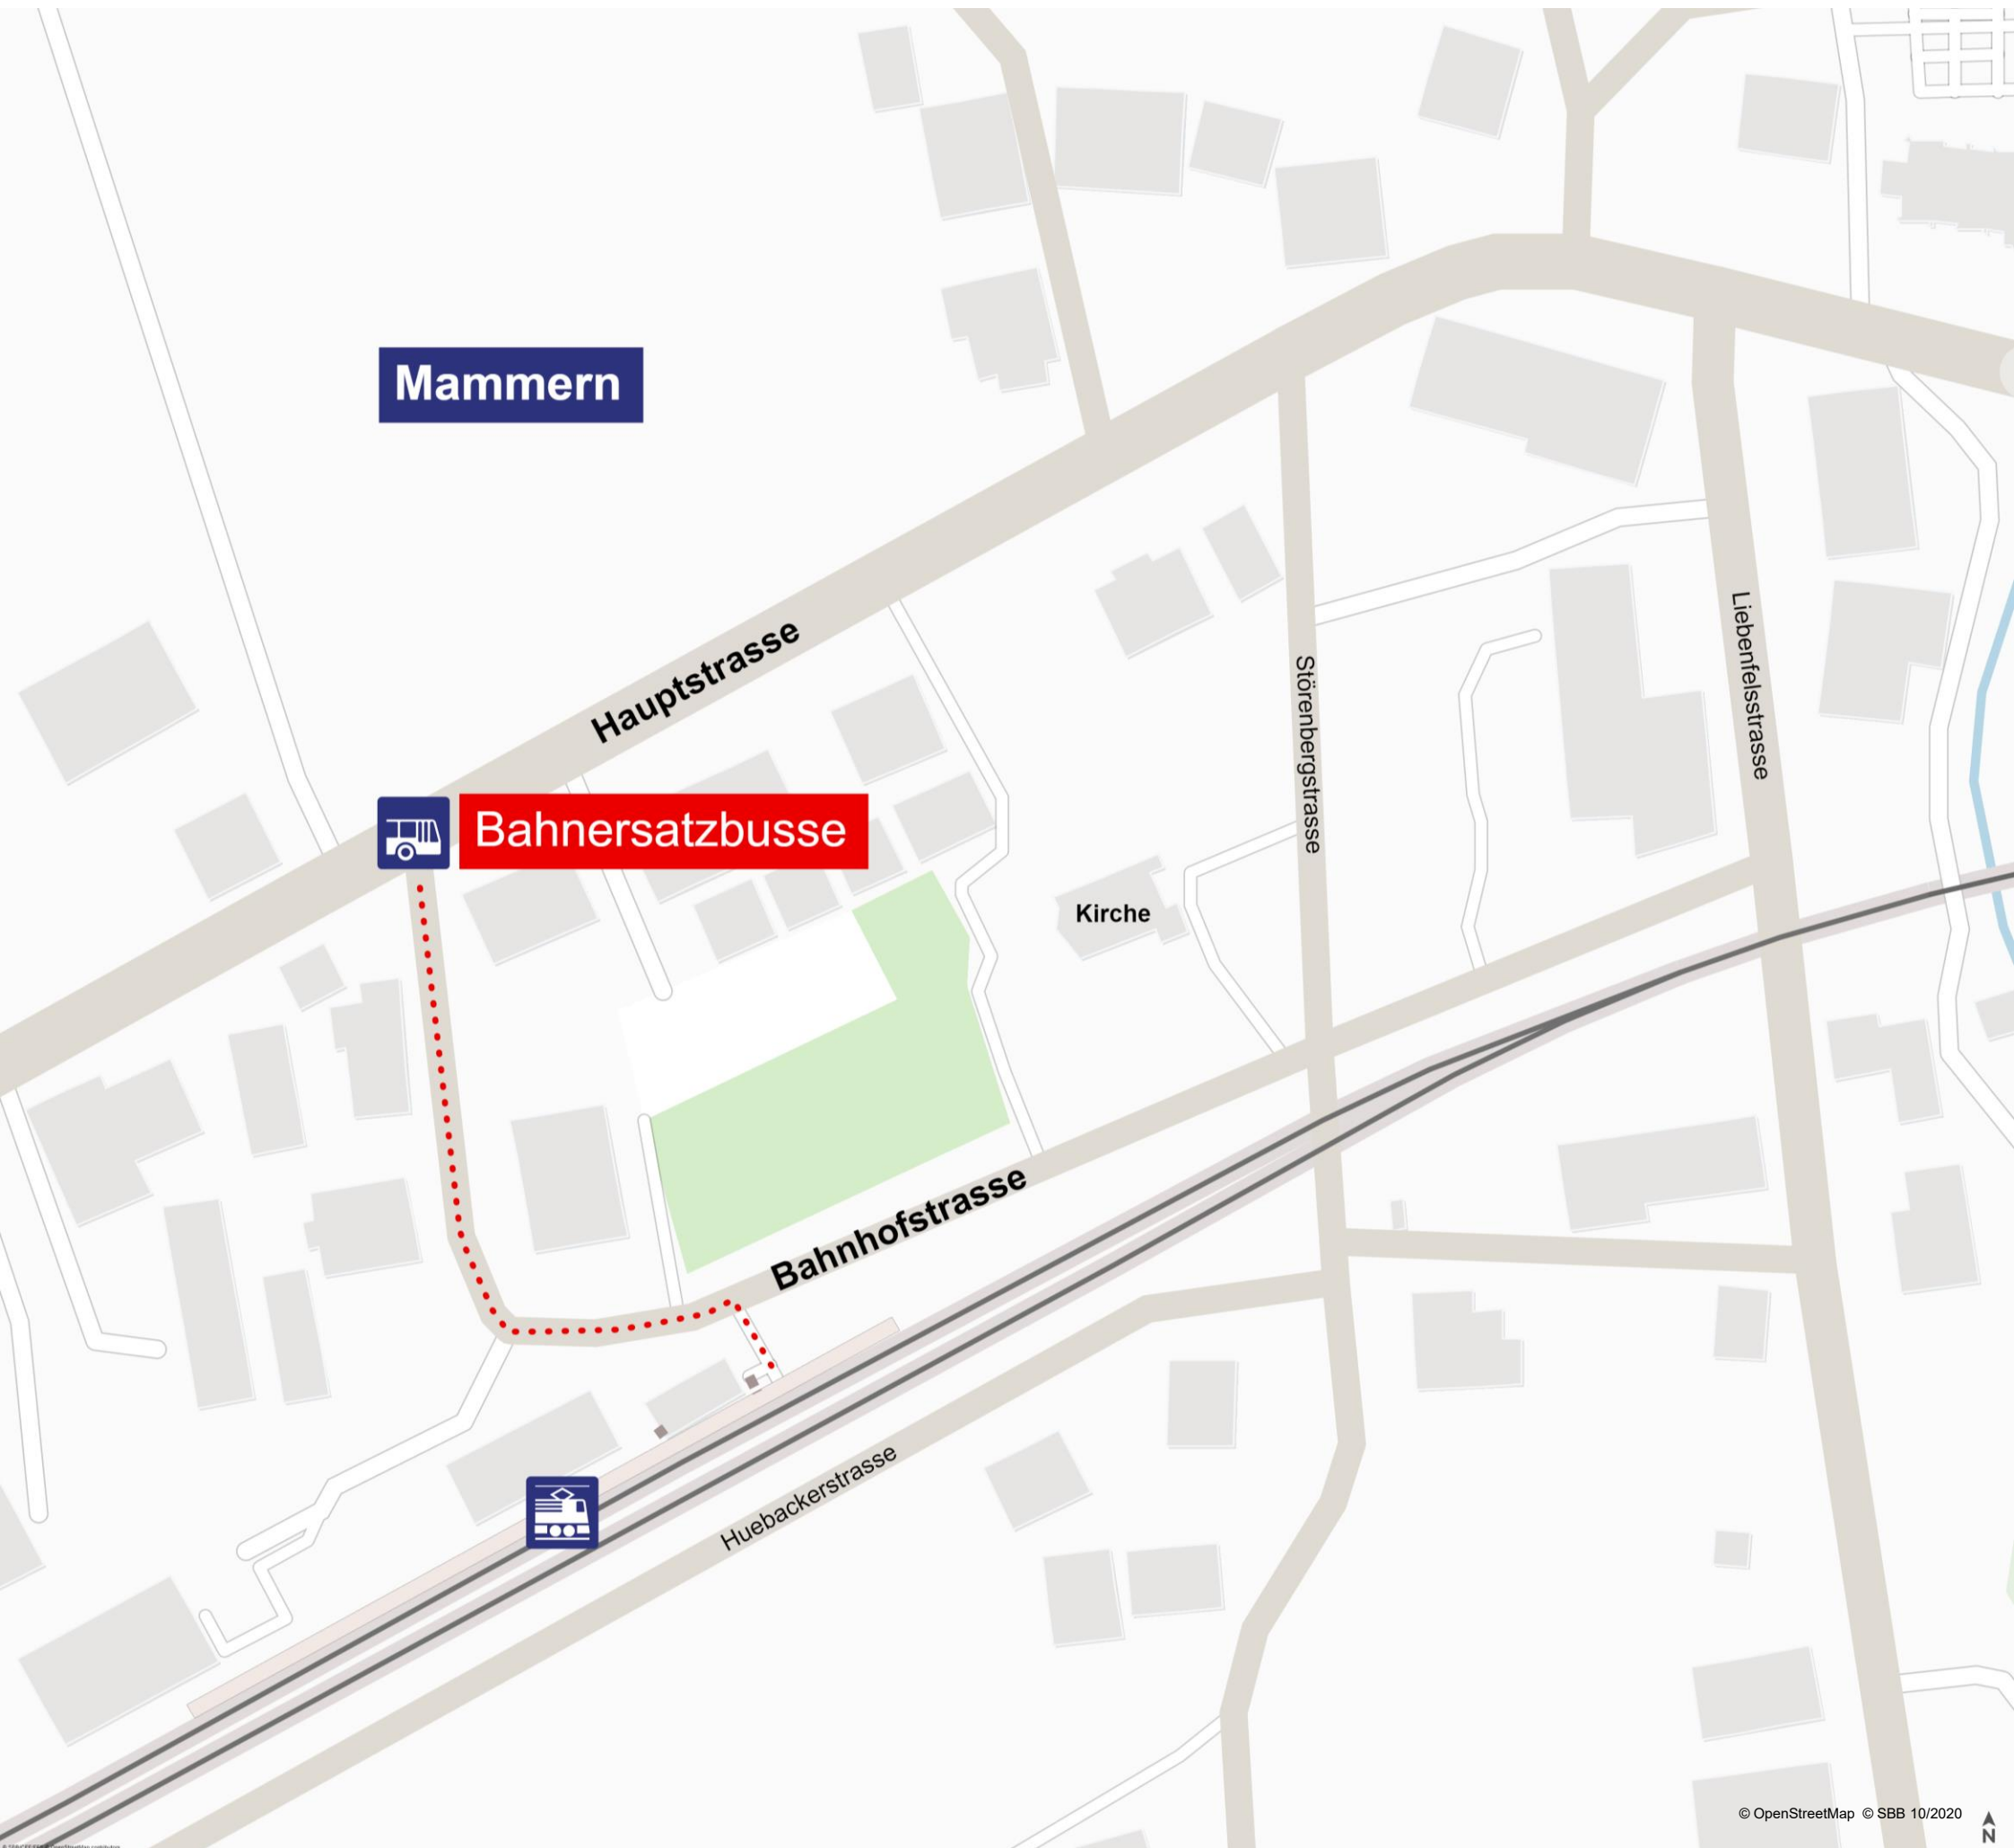 Mammern
Hauptstrasse
Liebenfelsstrasse
Störenbergstrasse
Bahnersatzbusse
Kirche
Bahnhofstrasse
Huebackerstrasse
© OpenStreetMap © SBB 10/2020
N